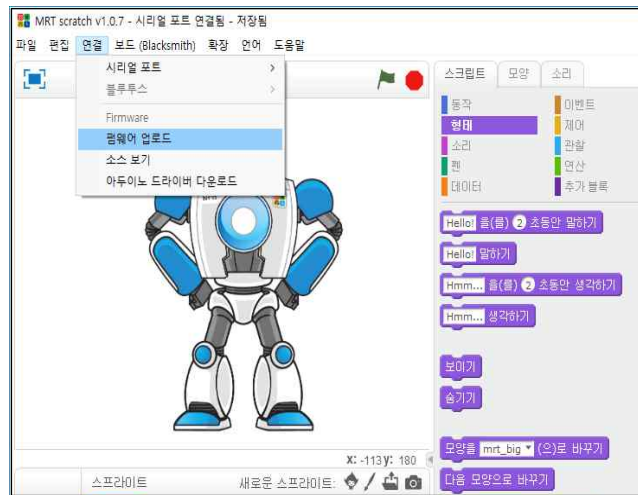 MRT scratch v1.0.7 - 시리얼 포트 연결됨 - 저장됨
파일 편집 연결 보드 (Blacksmith) 확장 언어 도움말
시리얼 포트
블루투스
Firmware
펌웨어 업로드
소스 보기
아두이노 드라이버 다운로드
스크립트 모양 소리
동작 이벤트
형태 제어
소리 관찰
펜 연산
데이터 추가 블록
Hello! 을(를) 2 초동안 말하기
Hello! 말하기
Hmm... 을(를) 2 초동안 생각하기
Hmm... 생각하기
보이기
숨기기
모양을 mrt_big (으)로 바꾸기
다음 모양으로 바꾸기
X: -113 y: 180
스프라이트 새로운 스프라이트: